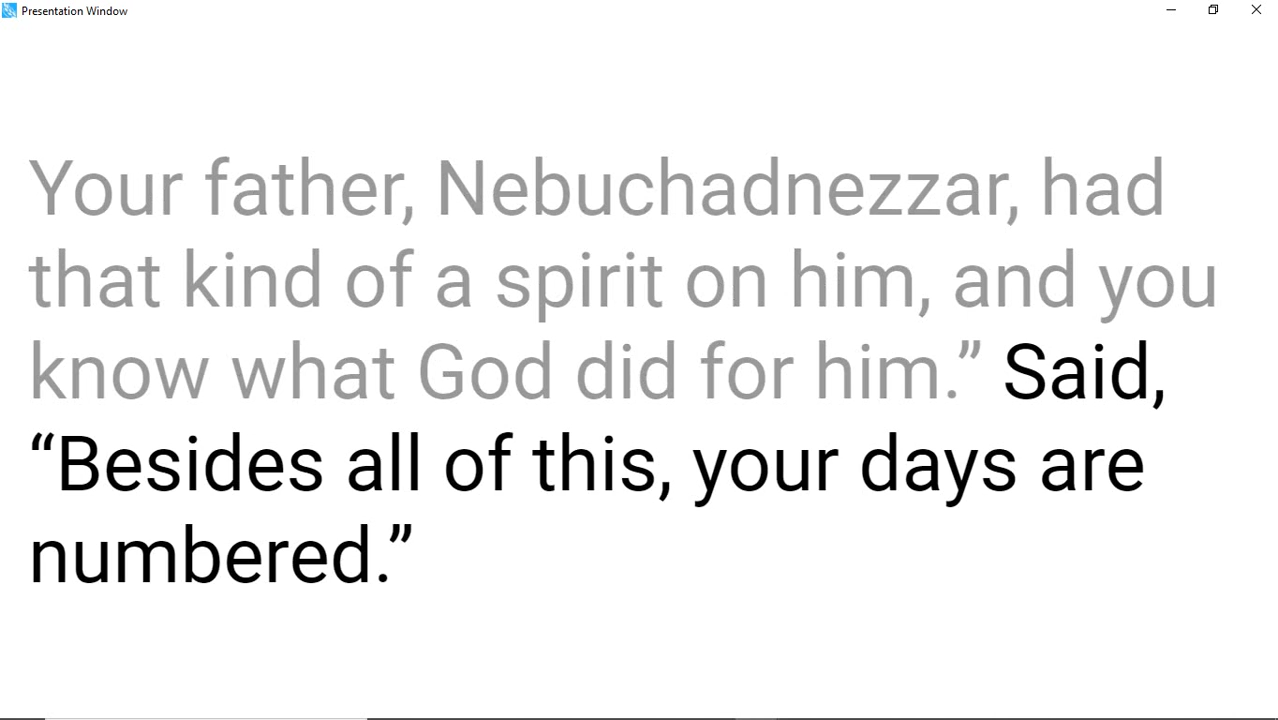 Presentation Window
Your father, Nebuchadnezzar, had
that kind of a spirit on him, and you
know what God did for him.” Said,
“Besides all of this, your days are
numbered.”